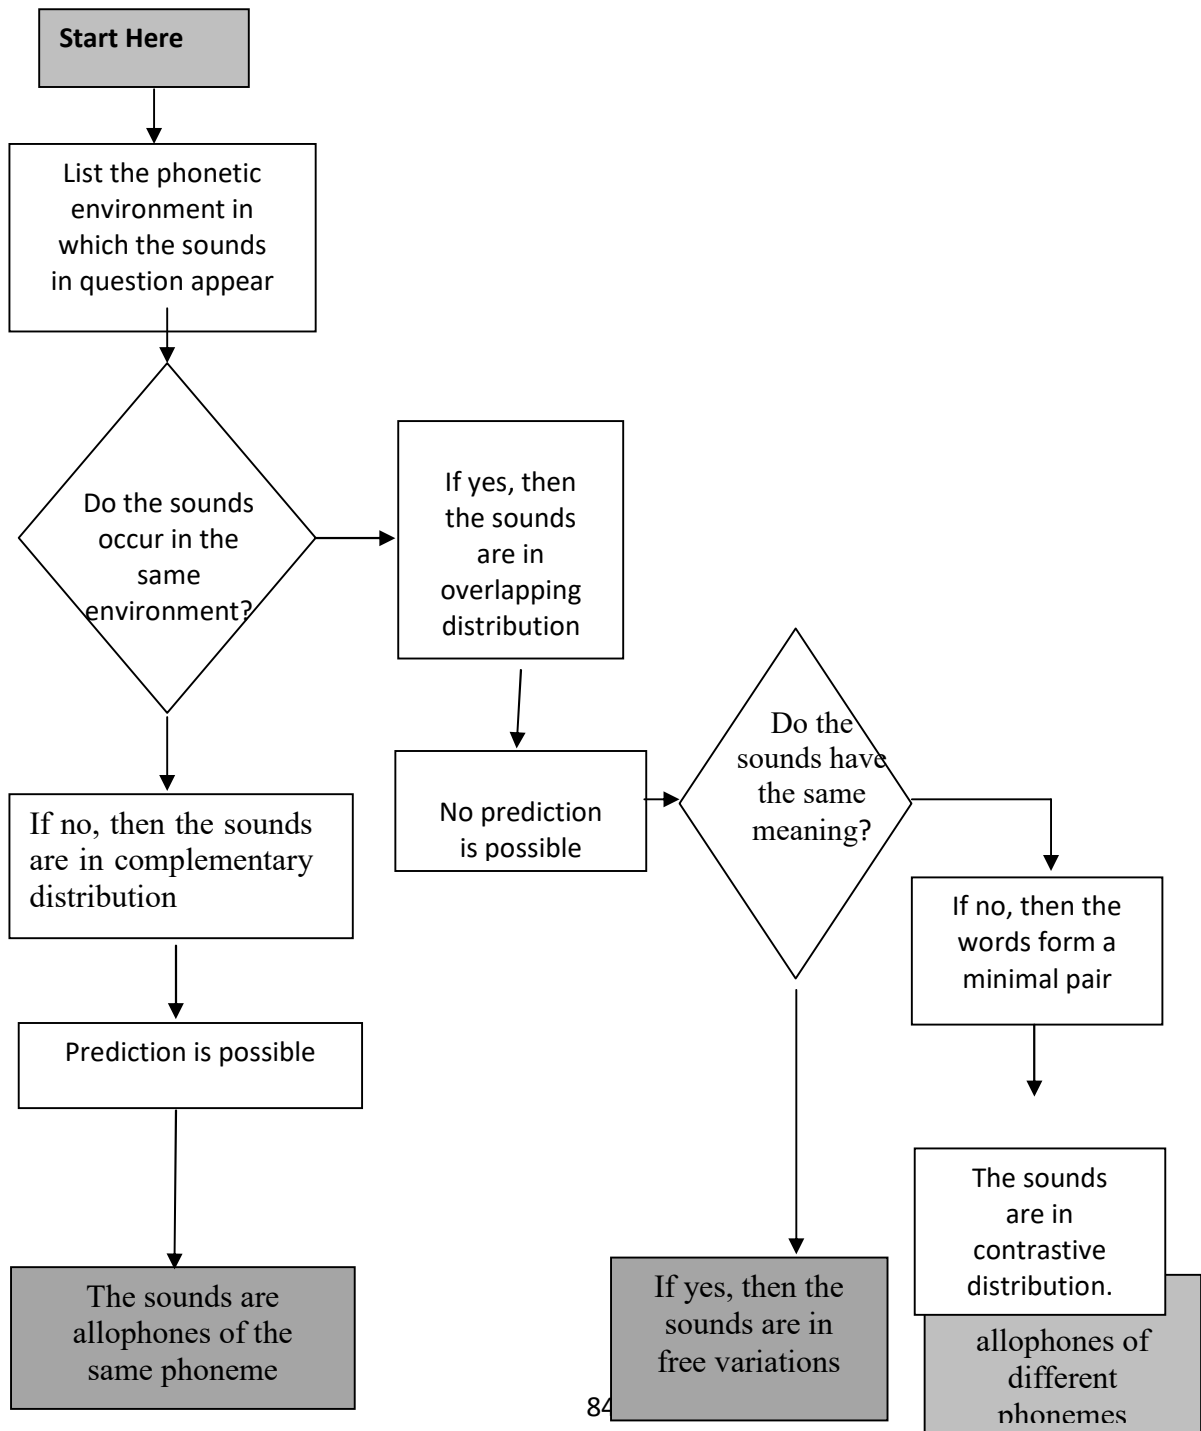 Start Here
List the phonetic
environment in
which the sounds
in question appear
Do the sounds
occur in the
same
environment?
If yes, then
the sounds
are in
overlapping
distribution
If no, then the sounds
are in complementary
distribution
No prediction
is possible
Do the
sounds have
the same
meaning?
If no, then the
words form a
minimal pair
Prediction is possible
The sounds
are in
contrastive
distribution.
The sounds are
allophones of the
same phoneme
If yes, then the
sounds are in
free variations
allophones of
different
phonemes
84